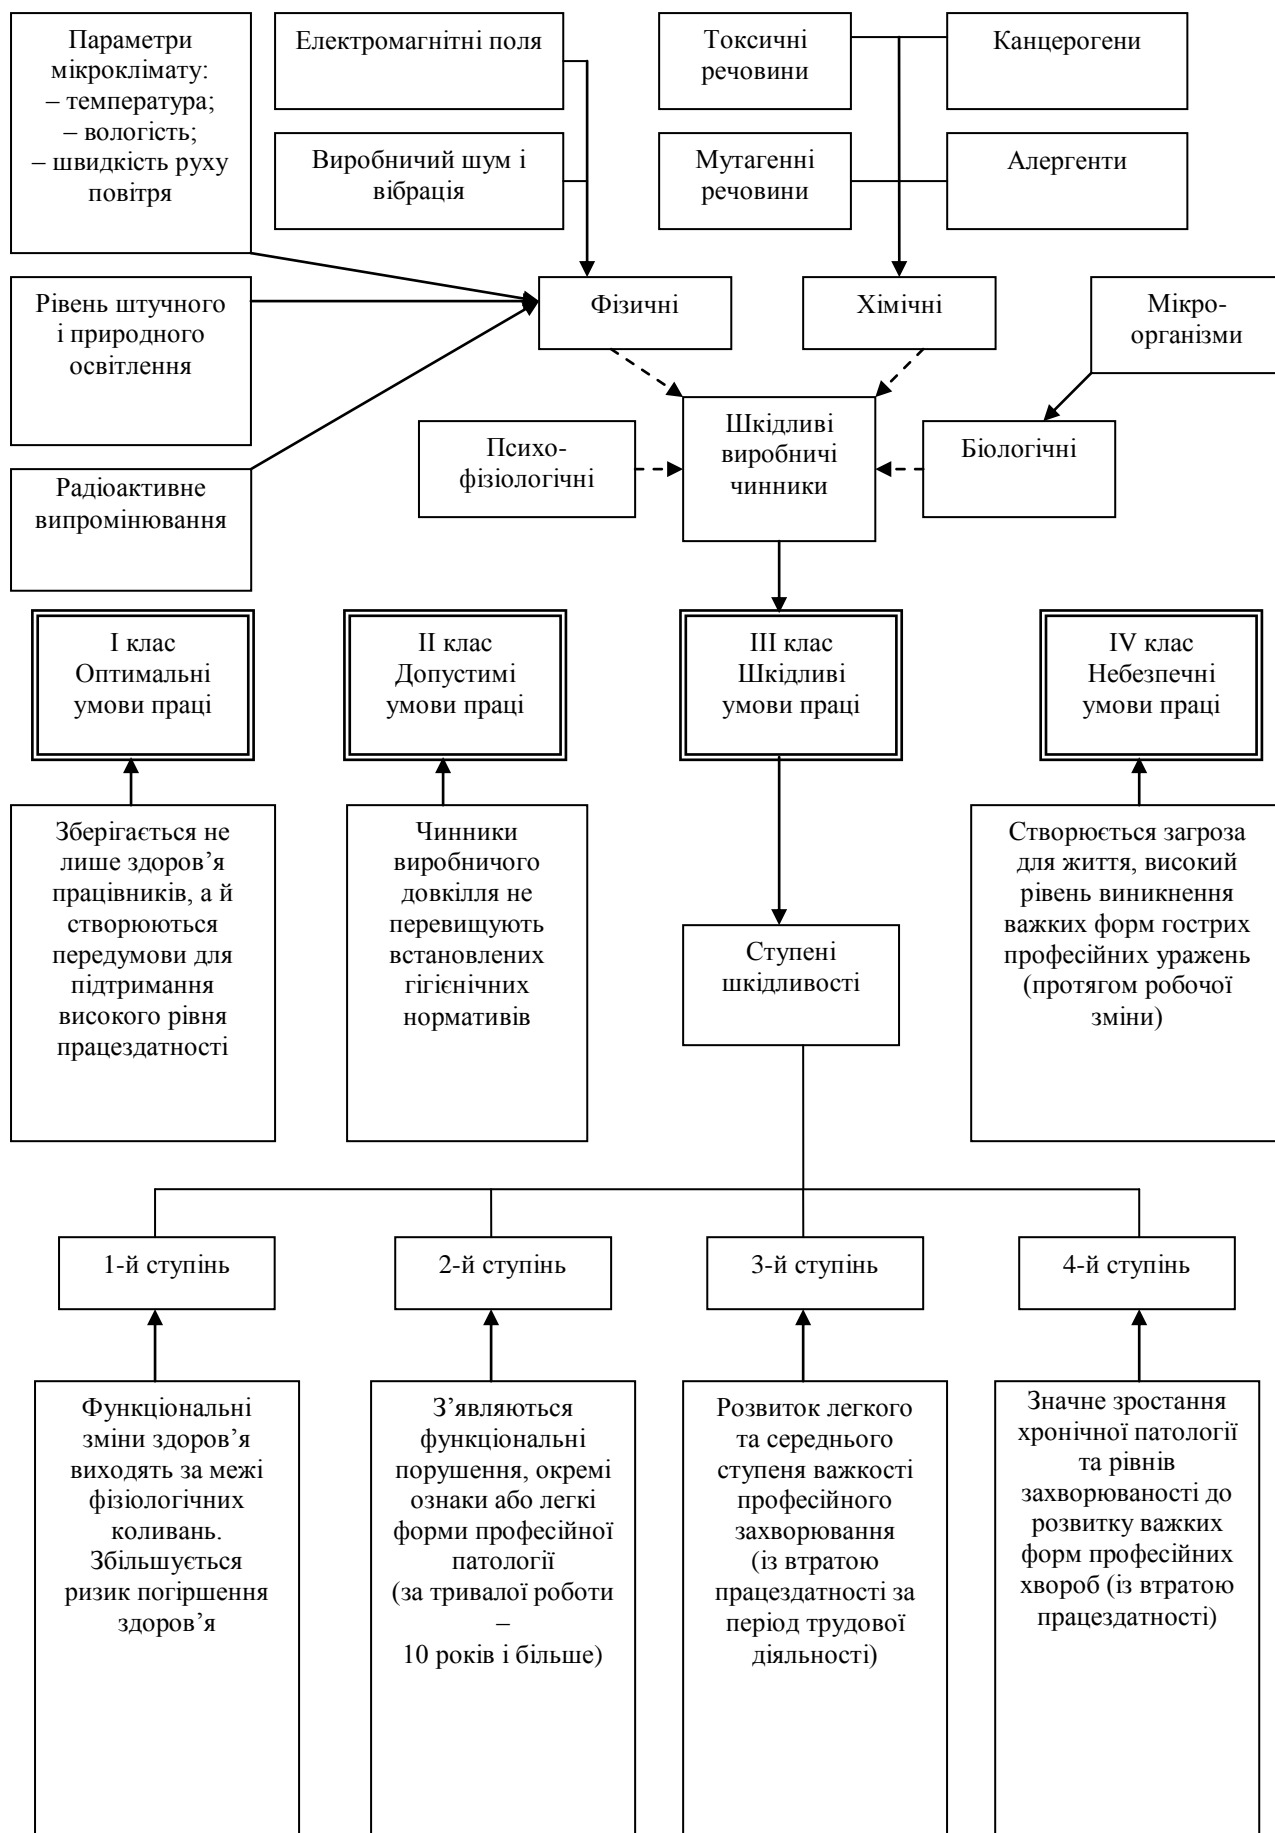 Параметри
мікроклімату:
– температура;
– вологість;
– швидкість руху
повітря
Електромагнітні поля
Токсичні
речовини
Канцерогени
Виробничий шум і
вібрація
Мутагенні
речовини
Алергенти
Рівень штучного
і природного
освітлення
Фізичні
Хімічні
Мікро-
організми
Радіоактивне
випромінювання
Психо-
фізіологічні
Шкідливі
виробничі
чинники
Біологічні
I клас
Оптимальні
умови праці
II клас
Допустимі
умови праці
III клас
Шкідливі
умови праці
IV клас
Небезпечні
умови праці
Зберігається не
лише здоров’я
працівників, а й
створюються
передумови для
підтримання
високого рівня
працездатності
Чинники
виробничого
довкілля не
перевищують
встановлених
гігієнічних
нормативів
Ступені
шкідливості
Створюється загроза
для життя, високий
рівень виникнення
важких форм гострих
професійних уражень
(протягом робочої
зміни)
1-й ступінь
2-й ступінь
3-й ступінь
4-й ступінь
Функціональні
зміни здоров’я
виходять за межі
фізіологічних
коливань.
Збільшується
ризик погіршення
здоров’я
З’являються
функціональні
порушення, окремі
ознаки або легкі
форми професійної
патології
(за тривалої роботи
–
10 років і більше)
Розвиток легкого
та середнього
ступеня важкості
професійного
захворювання
(із втратою
працездатності за
період трудової
діяльності)
Значне зростання
хронічної патології
та рівнів
захворюваності до
розвитку важких
форм професійних
хвороб (із втратою
працездатності)